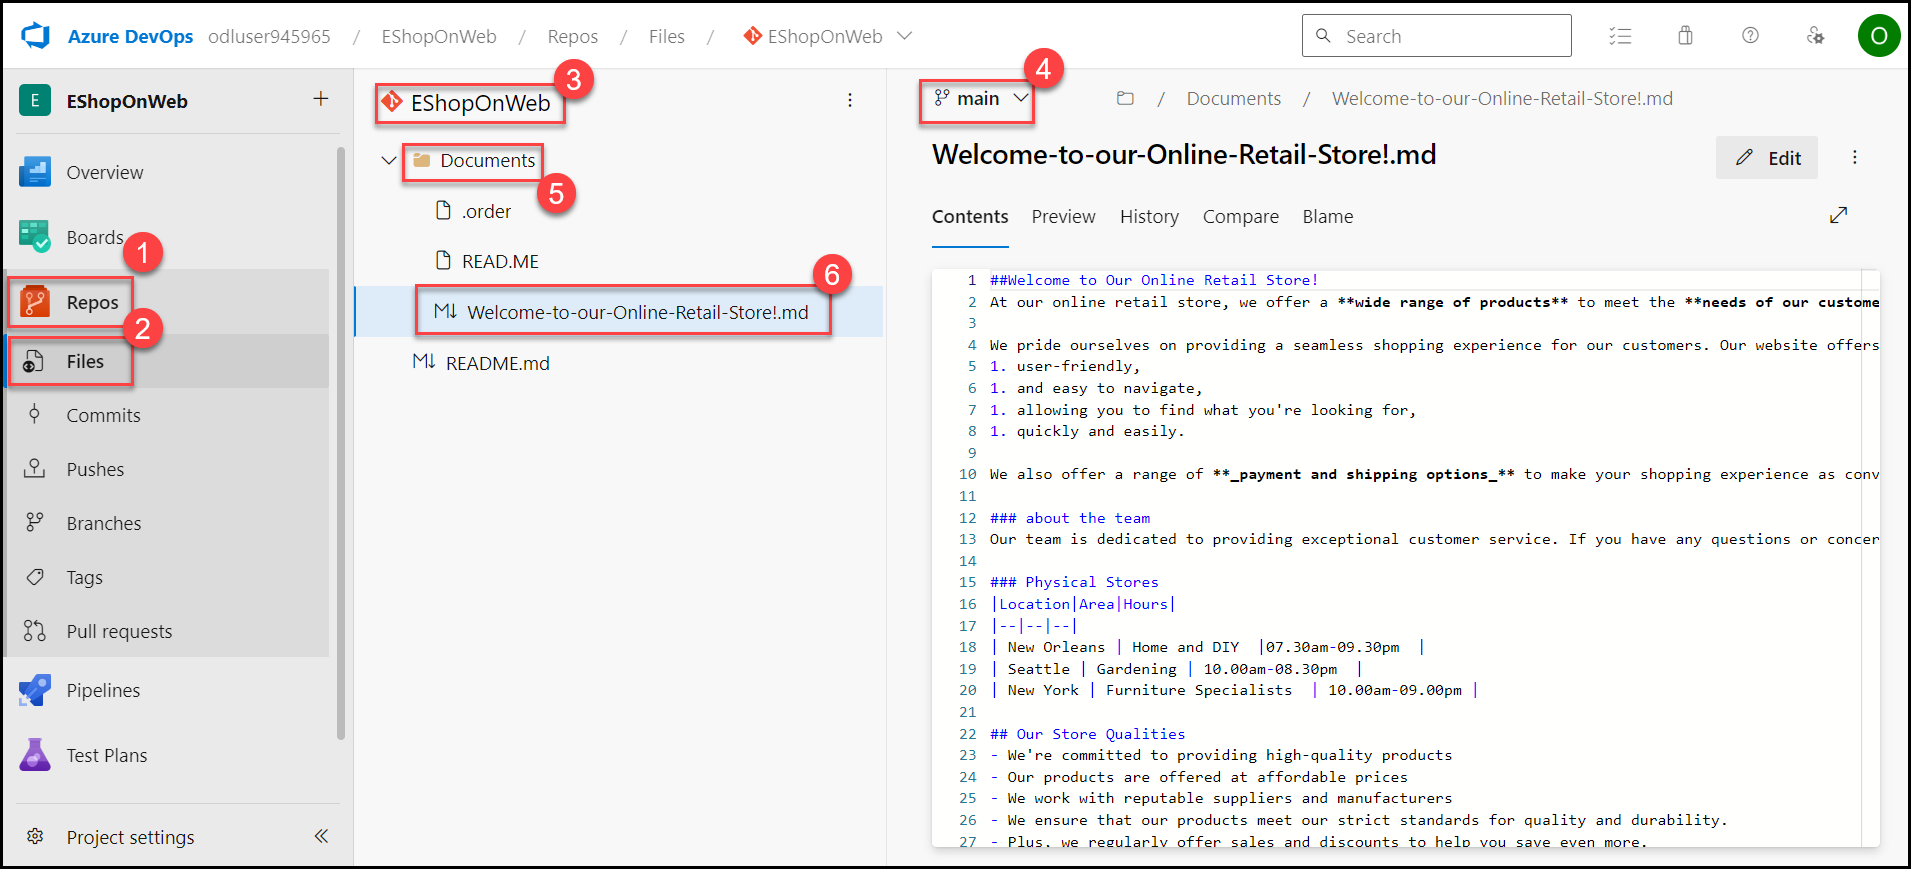 Azure DevOps odluser945965 / EShopOnWeb / Repos / Files / EShopOnWeb
Search
O
E EShopOnWeb +
Overview
Boards
1
Repos
2
Files
Commits
Pushes
Branches
Tags
Pull requests
Pipelines
Test Plans
Project settings
3
EShopOnWeb
Documents
5
.order
READ.ME
6
Welcome-to-our-Online-Retail-Store!.md
README.md
4
main
/ Documents / Welcome-to-our-Online-Retail-Store!.md
Welcome-to-our-Online-Retail-Store!.md
Edit
Contents Preview History Compare Blame
1 ##Welcome to Our Online Retail Store!
2 At our online retail store, we offer a **wide range of products** to meet the **needs of our custome
3
4 We pride ourselves on providing a seamless shopping experience for our customers. Our website offers
5 1. user-friendly,
6 1. and easy to navigate,
7 1. allowing you to find what you're looking for,
8 1. quickly and easily.
9
10 We also offer a range of **_payment and shipping options_** to make your shopping experience as conv
11
12 ### about the team
13 Our team is dedicated to providing exceptional customer service. If you have any questions or concer
14
15 ### Physical Stores
16 |Location|Area|Hours|
17 |--|--|--|
18 | New Orleans | Home and DIY |07.30am-09.30pm |
19 | Seattle | Gardening | 10.00am-08.30pm |
20 | New York | Furniture Specialists | 10.00am-09.00pm |
21
22 ## Our Store Qualities
23 - We're committed to providing high-quality products
24 - Our products are offered at affordable prices
25 - We work with reputable suppliers and manufacturers
26 - We ensure that our products meet our strict standards for quality and durability.
27 - Plus, we regularly offer sales and discounts to help you save even more.